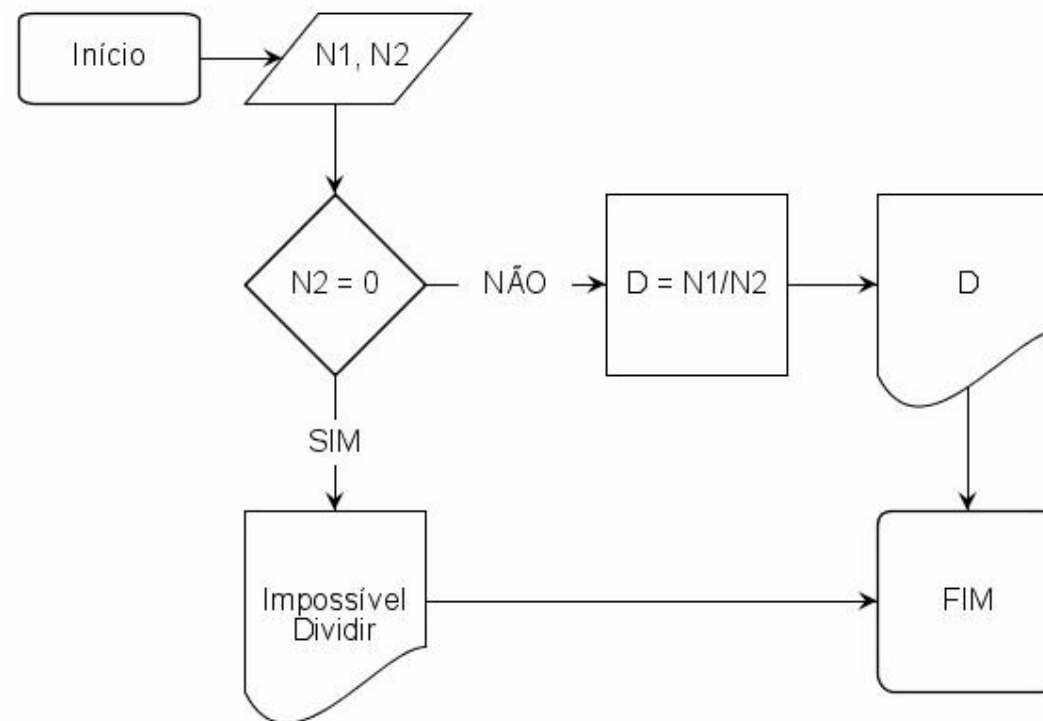 Início
N1, N2
N2 = 0
NÃO
D = N1/N2
D
SIM
Impossível
Dividir
FIM